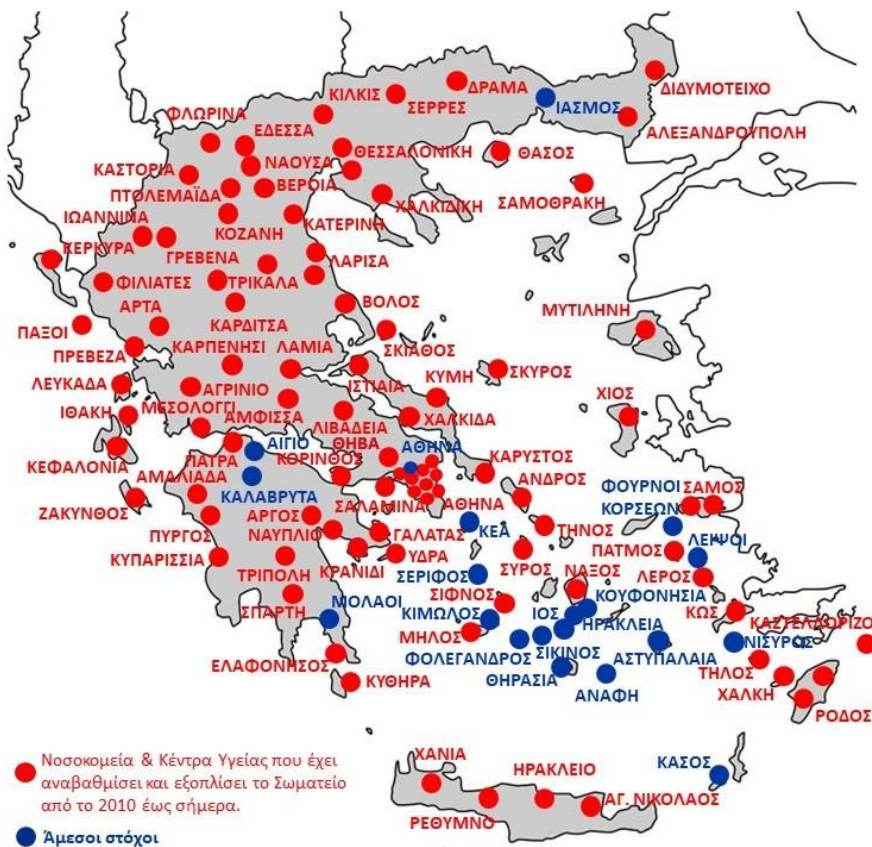 ΚΙΛΚΙΣ
ΔΡΑΜΑ
ΣΕΡΡΕΣ
ΙΑΣΜΟΣ
ΔΙΔΥΜΟΤΕΙΧΟ
ΦΛΩΡΙΝΑ
ΕΔΕΣΣΑ
ΑΛΕΞΑΝΔΡΟΥΠΟΛΗ
ΘΕΣΣΑΛΟΝΙΚΗ
ΘΑΣΟΣ
ΝΑΟΥΣΑ
ΚΑΣΤΟΡΙΑ
ΠΤΟΛΕΜΑΪΔΑ
ΒΕΡΟΙΑ
ΣΑΜΟΘΡΑΚΗ
ΧΑΛΚΙΔΙΚΗ
ΙΩΑΝΝΙΝΑ
ΚΟΖΑΝΗ
ΚΑΤΕΡΙΝΗ
ΚΕΡΚΥΡΑ
ΓΡΕΒΕΝΑ
ΛΑΡΙΣΑ
ΦΙΛΙΑΤΕΣ
ΤΡΙΚΑΛΑ
ΑΡΤΑ
ΒΟΛΟΣ
ΜΥΤΙΛΗΝΗ
ΠΑΞΟΙ
ΚΑΡΔΙΤΣΑ
ΠΡΕΒΕΖΑ
ΚΑΡΠΕΝΗΣΙ
ΛΑΜΙΑ
ΣΚΙΑΘΟΣ
ΛΕΥΚΑΔΑ
ΑΓΡΙΝΙΟ
ΙΣΤΙΑΙΑ
ΚΥΜΗ
ΣΚΥΡΟΣ
ΙΘΑΚΗ
ΜΕΣΟΛΟΓΓΙ
ΑΜΦΙΣΣΑ
ΛΙΒΑΔΕΙΑ
ΧΑΛΚΙΔΑ
ΧΙΟΣ
ΚΕΦΑΛΟΝΙΑ
ΠΑΤΡΑ
ΑΙΓΙΟ
ΘΗΒΑ
ΑΘΗΝΑ
ΚΟΡΙΝΘΟΣ
ΚΑΡΥΣΤΟΣ
ΑΜΑΛΙΑΔΑ
ΦΟΥΡΝΟΙ
ΚΟΡΣΕΩΝ
ΣΑΜΟΣ
ΑΝΔΡΟΣ
ΖΑΚΥΝΘΟΣ
ΚΑΛΑΒΡΥΤΑ
ΣΑΛΑΜΙΝΑ
ΑΘΗΝΑ
ΑΡΓΟΣ
ΠΥΡΓΟΣ
ΝΑΥΠΛΙΟ
ΓΑΛΑΤΑΣ
ΚΕΑ
ΤΗΝΟΣ
ΛΕΙΨΟΙ
ΚΥΠΑΡΙΣΣΙΑ
ΥΔΡΑ
ΠΑΤΜΟΣ
ΤΡΙΠΟΛΗ
ΚΡΑΝΙΔΙ
ΣΥΡΟΣ
ΝΑΞΟΣ
ΛΕΡΟΣ
ΣΕΡΙΦΟΣ
ΚΟΥΦΟΝΗΣΙΑ
ΜΟΛΑΟΙ
ΣΙΦΝΟΣ
ΣΠΑΡΤΗ
ΚΙΜΩΛΟΣ
ΙΟΣ
ΗΡΑΚΛΕΙΑ
ΚΩΣ
ΚΑΣΤΕΛΛΟΡΙΖΟ
ΜΗΛΟΣ
ΝΙΣΥΡΟΣ
ΦΟΛΕΓΑΝΔΡΟΣ
ΣΙΚΙΝΟΣ
ΑΣΤΥΠΑΛΑΙΑ
ΕΛΑΦΟΝΗΣΟΣ
ΘΗΡΑΣΙΑ
ΤΗΛΟΣ
ΚΥΘΗΡΑ
ΑΝΑΦΗ
ΧΑΛΚΗ
ΡΟΔΟΣ
ΧΑΝΙΑ
ΗΡΑΚΛΕΙΟ
ΚΑΣΟΣ
ΡΕΘΥΜΝΟ
ΑΓ. ΝΙΚΟΛΑΟΣ
Νοσοκομεία & Κέντρα Υγείας που έχει
αναβαθμίσει και εξοπλίσει το Σωματείο
από το 2010 έως σήμερα.
Άμεσοι στόχοι